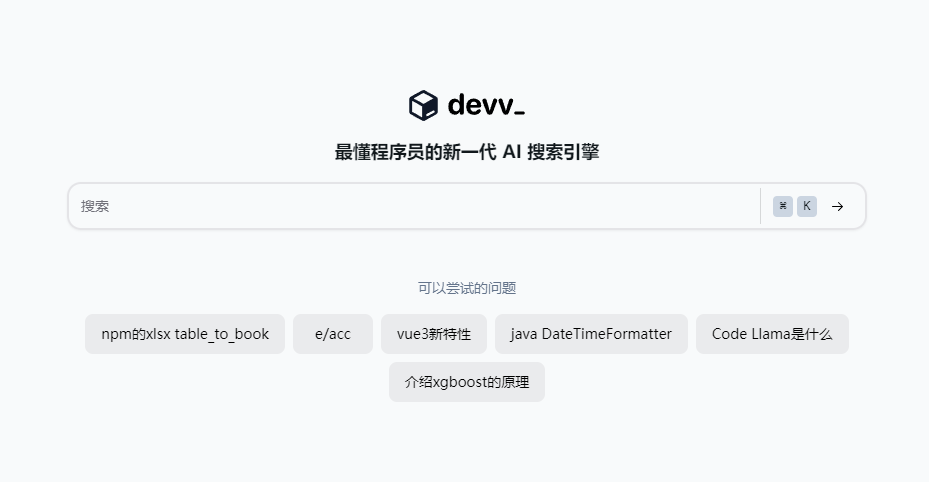 devv_
最懂程序员的新一代 AI 搜索引擎
搜索 ⌘ K →
可以尝试的问题
npm的xlsx table_to_book e/acc vue3新特性 java DateTimeFormatter Code Llama是什么
介绍xgboost的原理